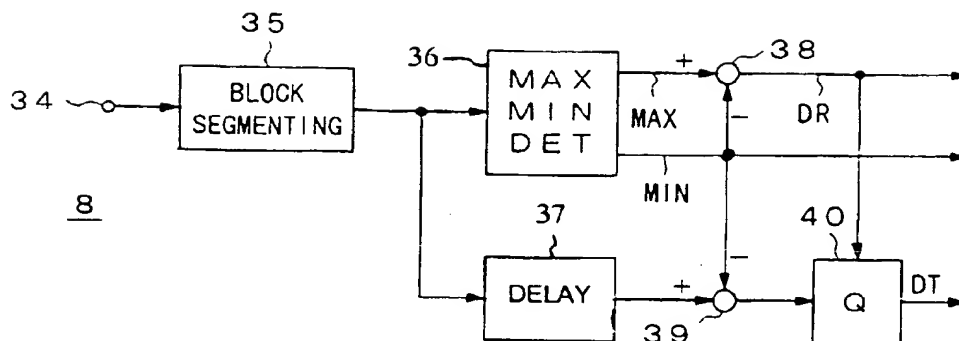 35
36
38
34
BLOCK
SEGMENTING
MAX
MIN
DET
+
MAX
−
DR
MIN
8
37
40
DELAY
+
−
39
Q
DT